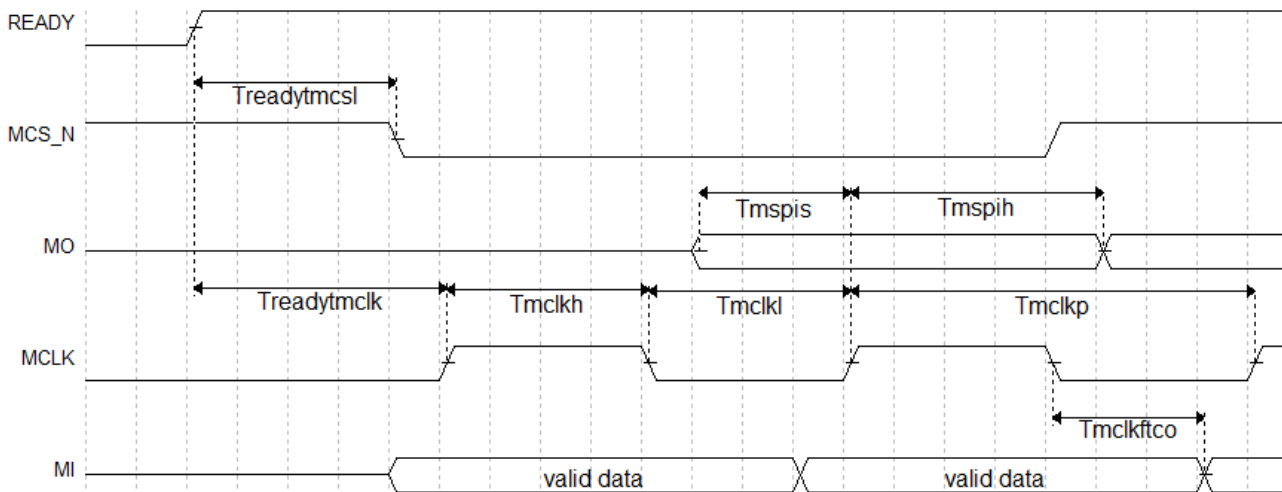 READY
Treadytmcsl
MCS_N
Tmspis
Tmspih
MO
Treadytmclk
Tmclkh
Tmclkl
Tmclkp
MCLK
Tmclkftco
MI
valid data
valid data